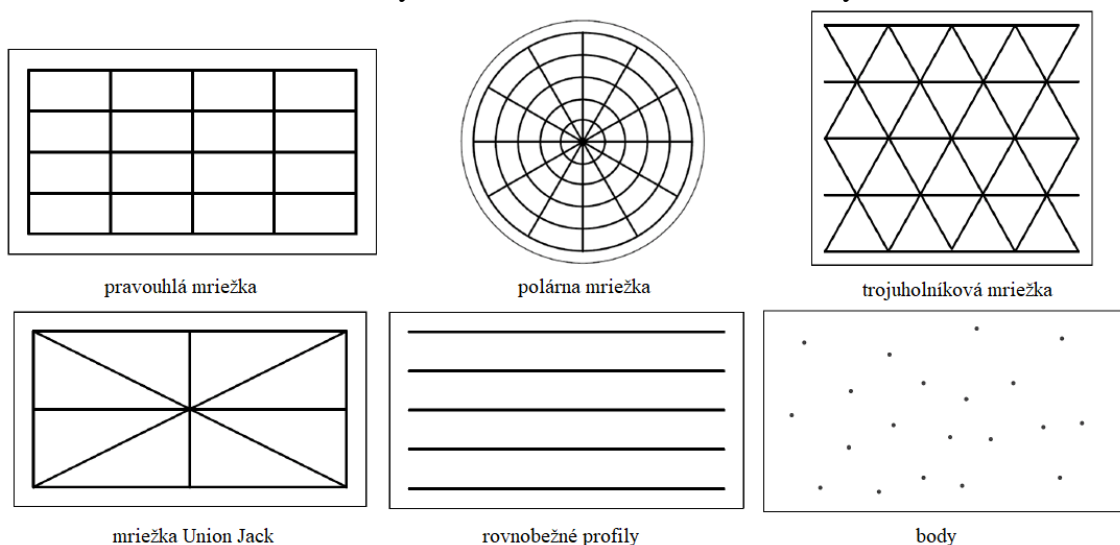 pravouhlá mriežka
polárna mriežka
trojuholníková mriežka
mriežka Union Jack
rovnobežné profily
body